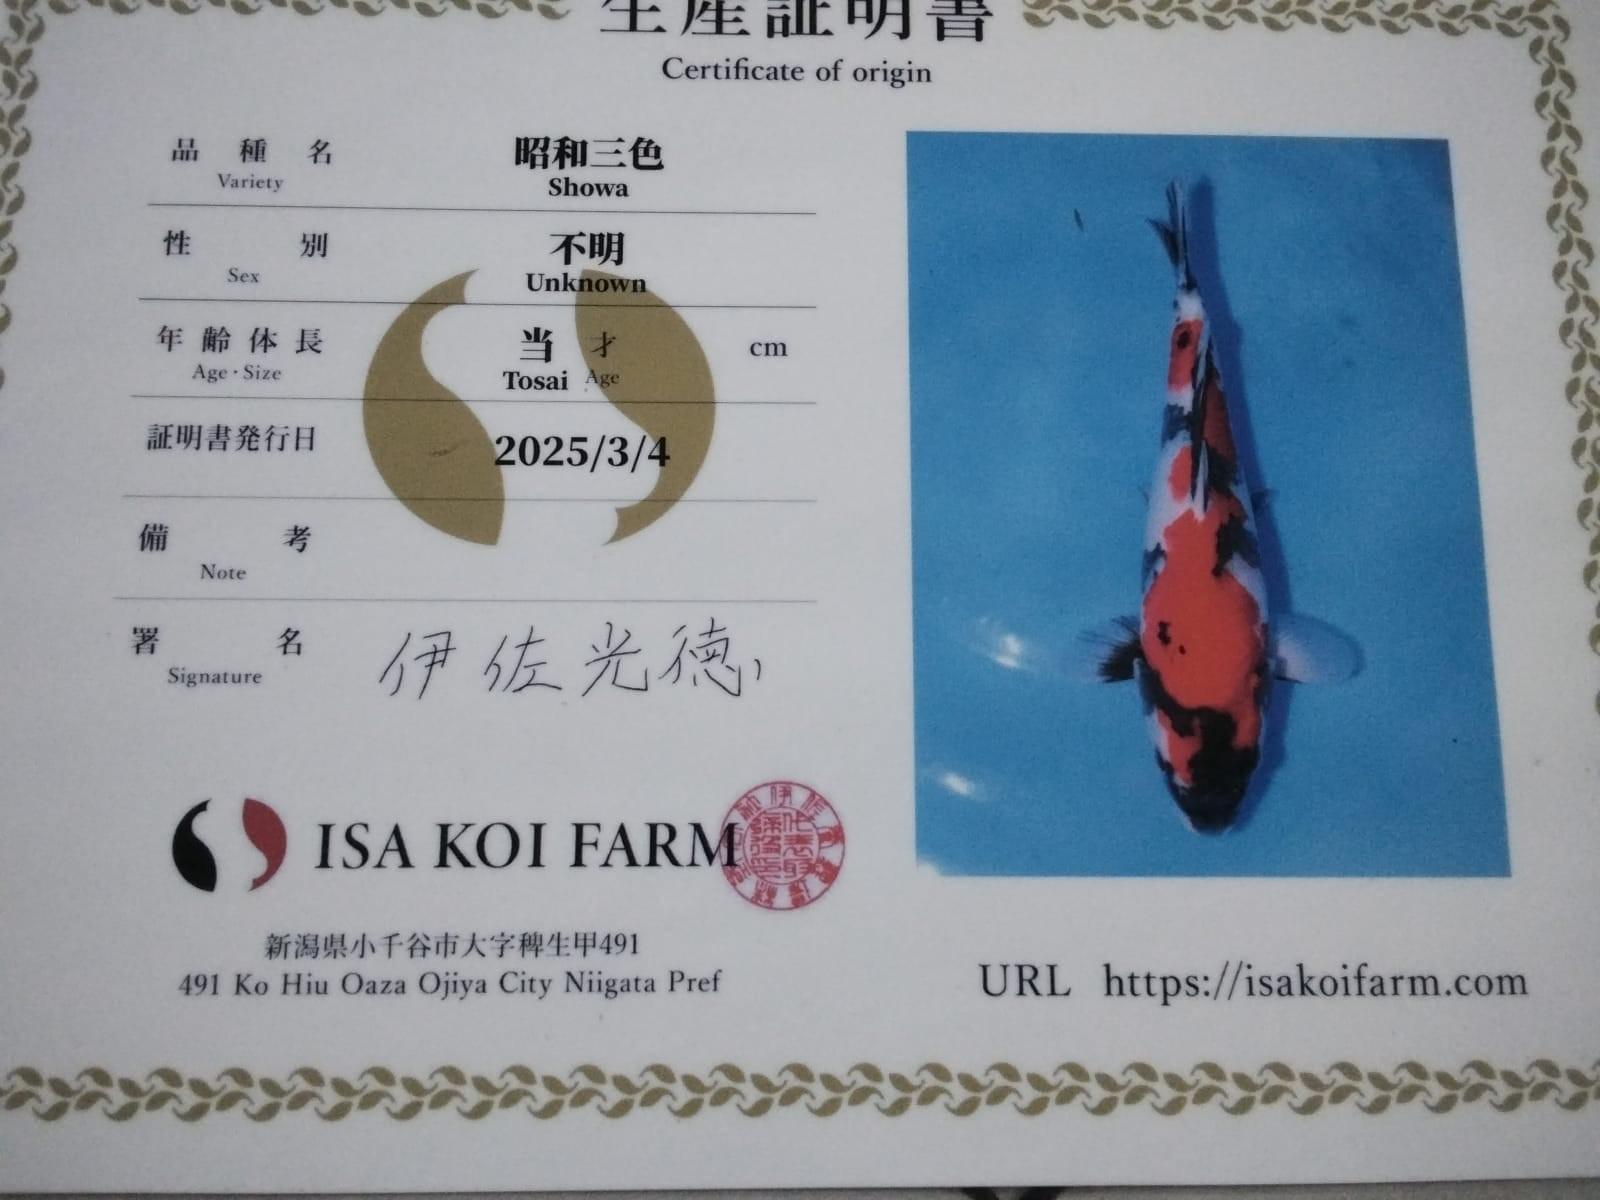 生産証明書
Certificate of origin
品種名 昭和三色
Variety Showa
性別 不明
Sex Unknown
年齢体長 当才 cm
Age・Size Tosai Age
証明書発行日 2025/3/4
備考
Note
署名 伊佐光徳
Signature
ISA KOI FARM
新潟県小千谷市大字稗生甲491
491 Ko Hiu Oaza Ojiya City Niigata Pref
URL https://isakoifarm.com